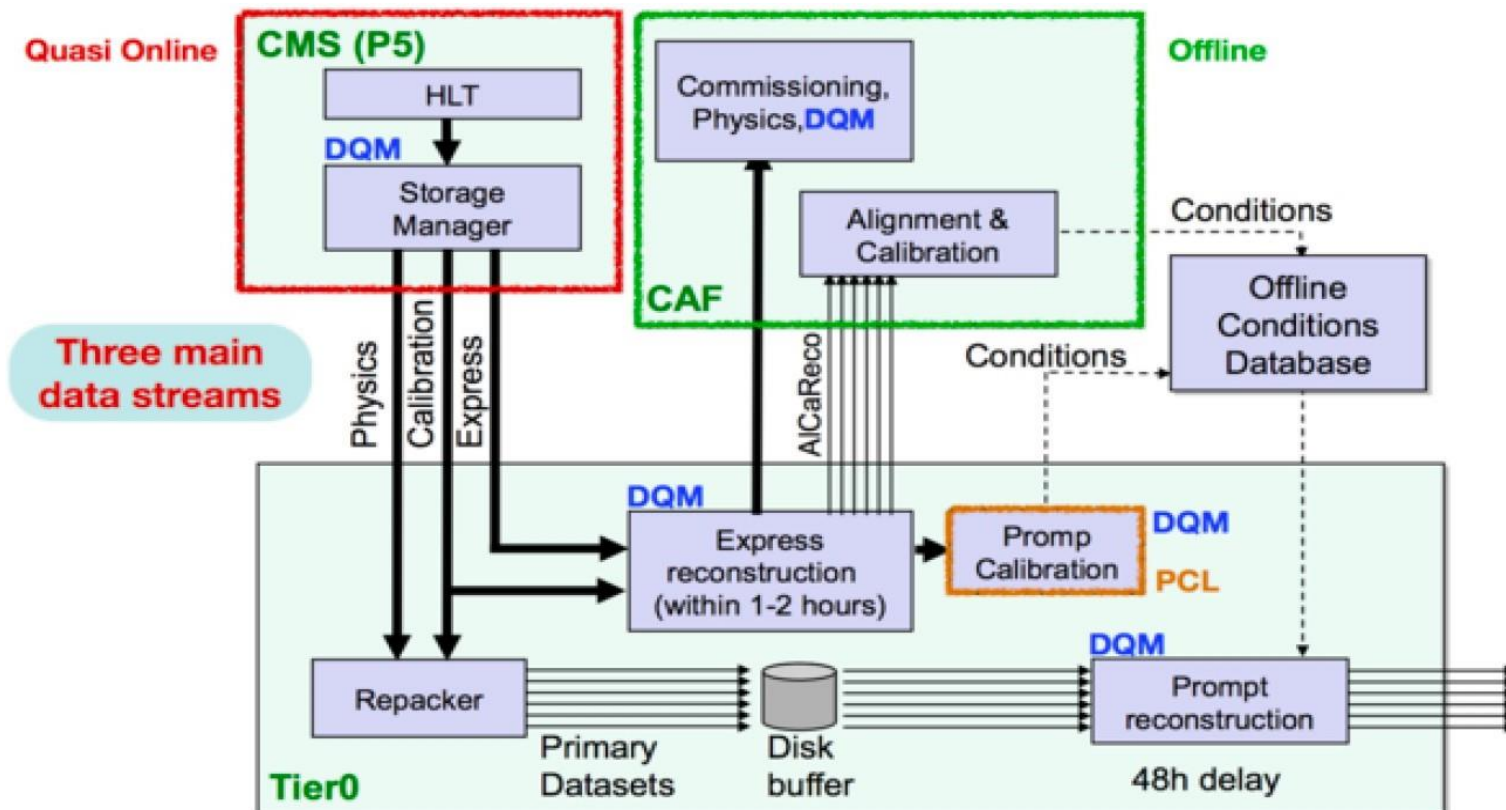 Quasi Online
CMS (P5)
HLT
DQM
Storage
Manager
Offline
Commissioning,
Physics,DQM
Alignment &
Calibration
CAF
Conditions
Offline
Conditions
Database
Conditions
Three main
data streams
Physics
Calibration
Express
AlCaReco
DQM
Express
reconstruction
(within 1-2 hours)
Promp
Calibration
DQM
PCL
Repacker
Primary
Datasets
Disk
buffer
DQM
Prompt
reconstruction
48h delay
Tier0